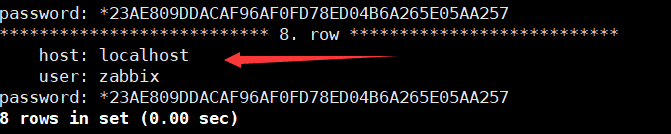 password: *23AE809DDACAF96AF0FD78ED04B6A265E05AA257
*************************** 8. row ***************************
host: localhost
user: zabbix
password: *23AE809DDACAF96AF0FD78ED04B6A265E05AA257
8 rows in set (0.00 sec)